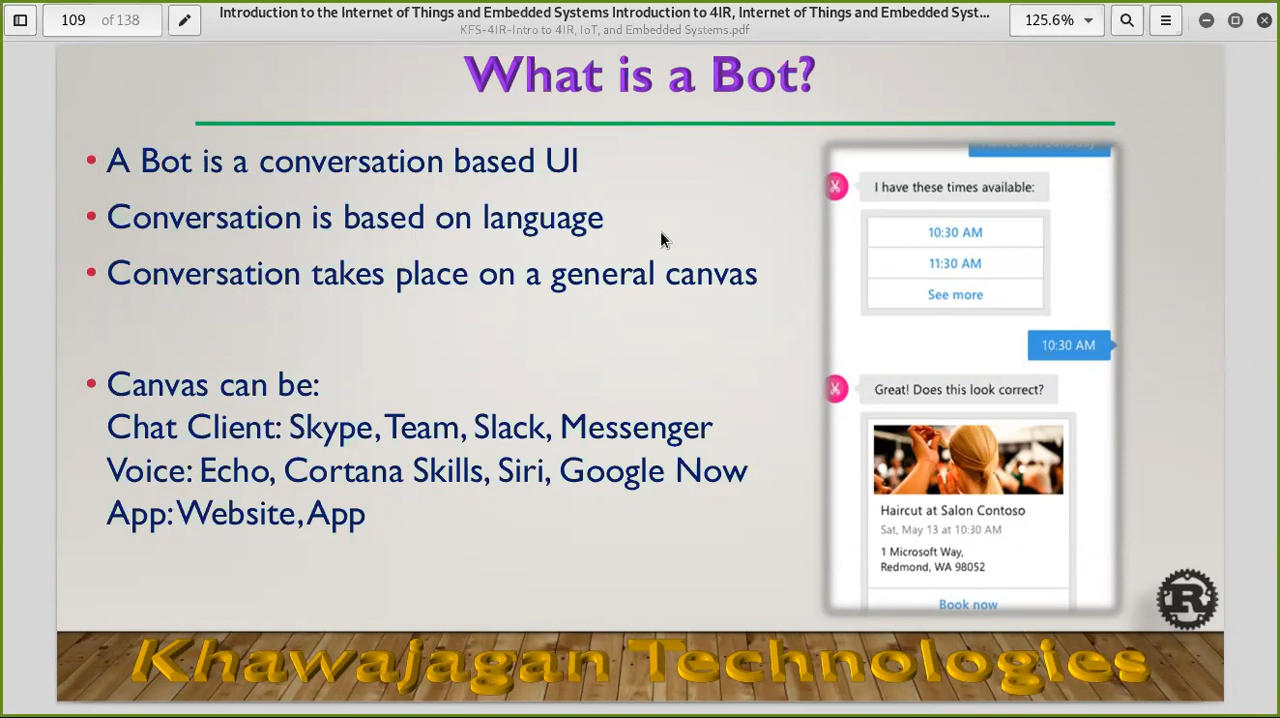 109 of 138
Introduction to the Internet of Things and Embedded Systems Introduction to 4IR, Internet of Things and Embedded Syst...
KFS-4IR-Intro to 4IR, IoT, and Embedded Systems.pdf
125.6%
What is a Bot?
• A Bot is a conversation based UI
• Conversation is based on language
• Conversation takes place on a general canvas
• Canvas can be:
Chat Client: Skype, Team, Slack, Messenger
Voice: Echo, Cortana Skills, Siri, Google Now
App: Website, App
I have these times available:
10:30 AM
11:30 AM
See more
10:30 AM
Great! Does this look correct?
Haircut at Salon Contoso
Sat, May 13 at 10:30 AM
1 Microsoft Way,
Redmond, WA 98052
Book now
R
Khawajagan Technologies